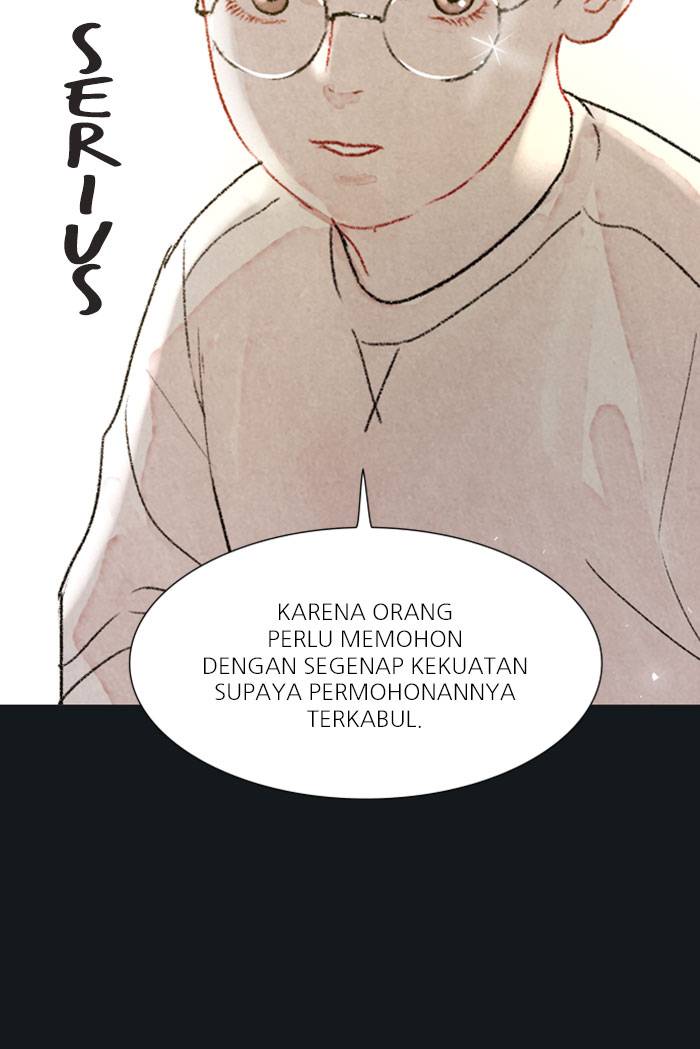 SERIUS
KARENA ORANG
PERLU MEMOHON
DENGAN SEGENAP KEKUATAN
SUPAYA PERMOHONANNYA
TERKABUL.